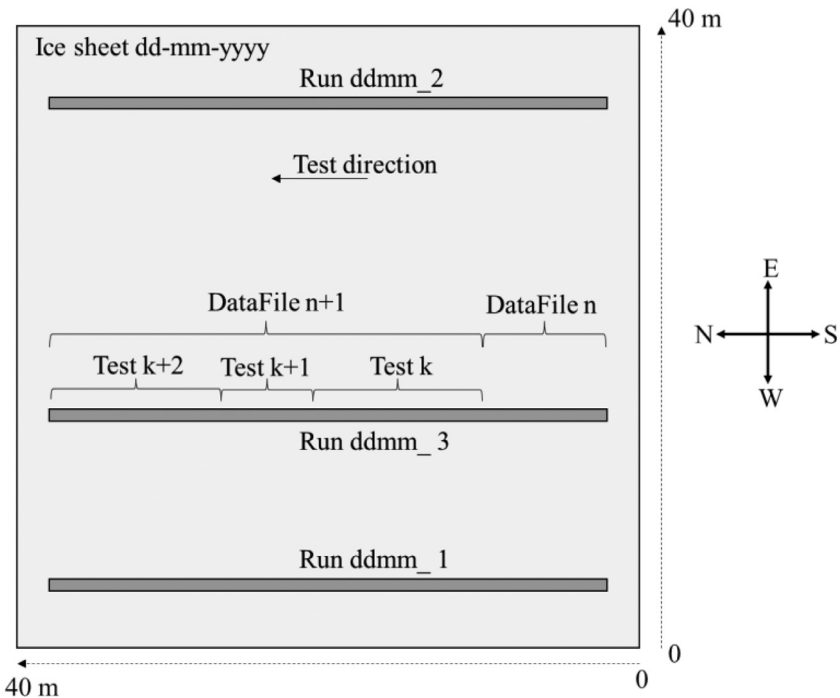 40 m
Ice sheet dd-mm-yyyy
Run ddmm_2
Test direction
E
DataFile n+1
DataFile n
N
S
Test k+2
Test k+1
Test k
W
Run ddmm_ 3
Run ddmm_ 1
0
0
40 m